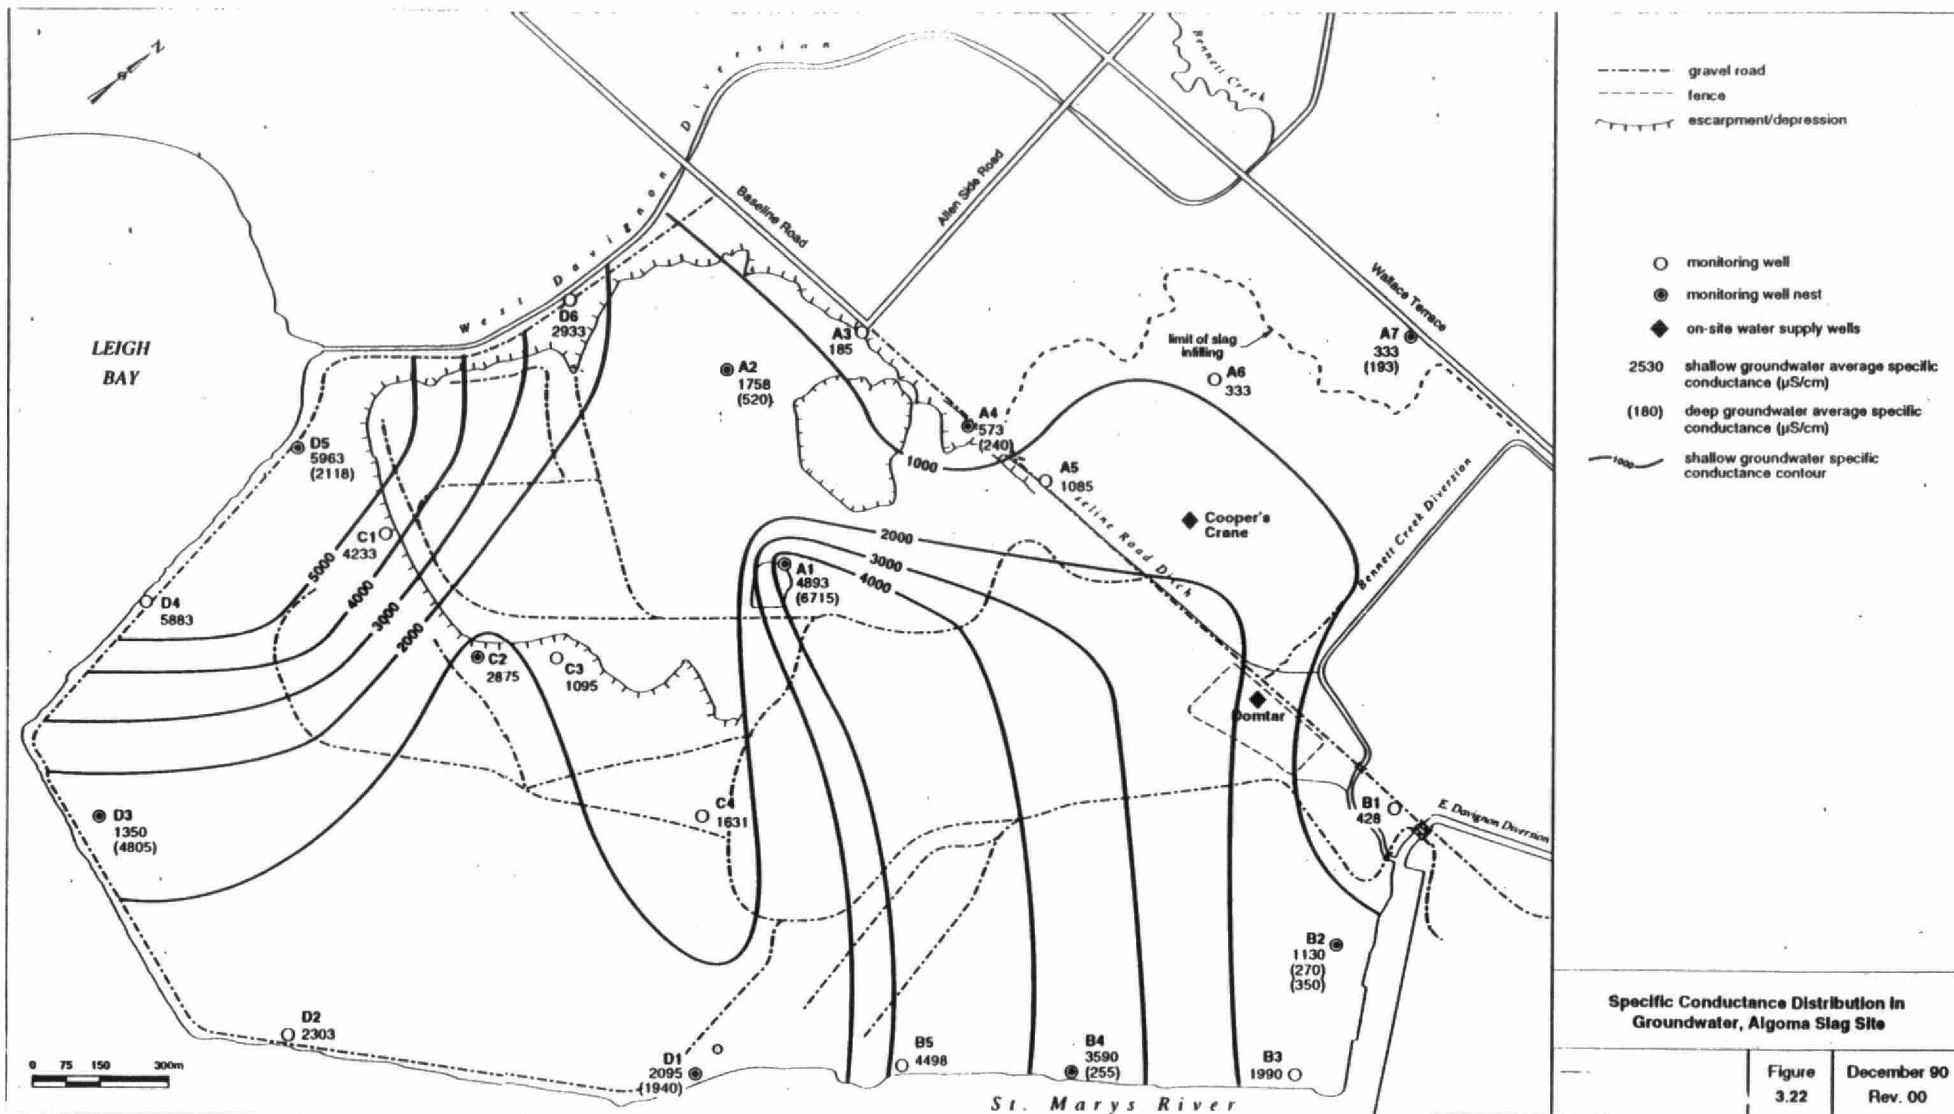 N
West Davignon Diversion
Bennett Creek
Baseline Road
Allen Side Road
Wallace Terrace
LEIGH
BAY
D6
2933
A3
185
A2
1758
(520)
limit of slag
infilling
A7
333
(193)
A6
333
A4
573
(240)
1000
A5
1085
D5
5963
(2118)
C1
4233
5000
4000
3000
2000
D4
5883
2000
3000
4000
A1
4893
(6715)
Cooper's
Crane
seline Road Ditch
Bennett Creek Diversion
C2
2875
C3
1095
Domtar
D3
1350
(4805)
C4
1631
B1
428
E. Davignon Diversion
B2
1130
(270)
(350)
D2
2303
D1
2095
(1940)
B5
4498
B4
3590
(255)
B3
1990
0 75 150 300m
St. Marys River
gravel road
fence
escarpment/depression
monitoring well
monitoring well nest
on-site water supply wells
2530 shallow groundwater average specific
conductance (µS/cm)
(180) deep groundwater average specific
conductance (µS/cm)
1000 shallow groundwater specific
conductance contour
Specific Conductance Distribution in
Groundwater, Algoma Slag Site
Figure
3.22
December 90
Rev. 00